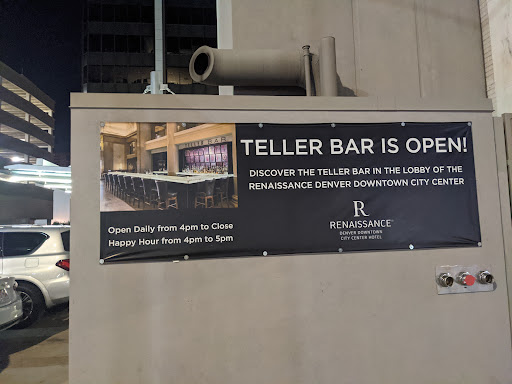 TELLER BAR IS OPEN!
DISCOVER THE TELLER BAR IN THE LOBBY OF THE
RENAISSANCE DENVER DOWNTOWN CITY CENTER
Open Daily from 4pm to Close
Happy Hour from 4pm to 5pm
R
RENAISSANCE
DENVER DOWNTOWN
CITY CENTER HOTEL